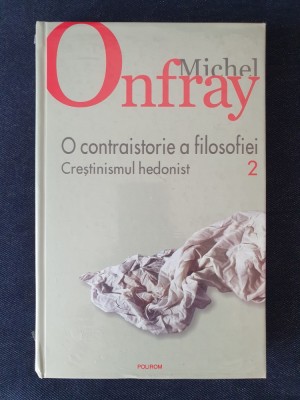 Michel
Onfray
O contraistorie a filosofiei
Creștinismul hedonist 2
POLIROM